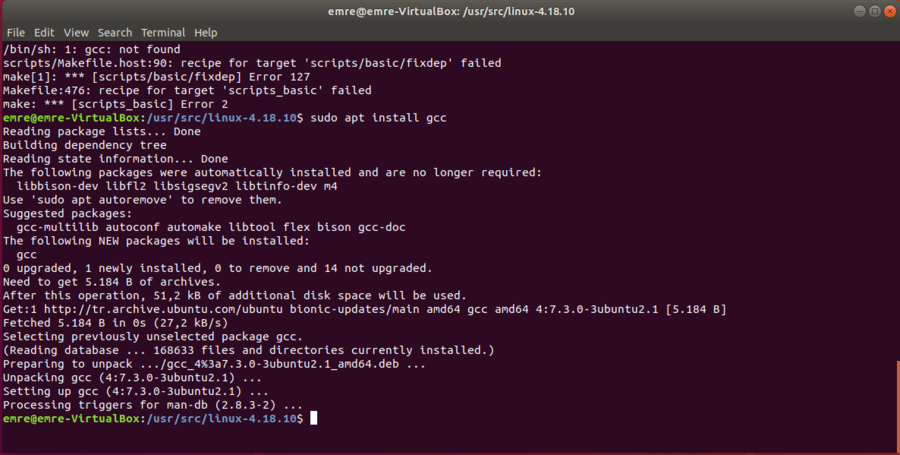 emre@emre-VirtualBox: /usr/src/linux-4.18.10
File Edit View Search Terminal Help
/bin/sh: 1: gcc: not found
scripts/Makefile.host:90: recipe for target 'scripts/basic/fixdep' failed
make[1]: *** [scripts/basic/fixdep] Error 127
Makefile:476: recipe for target 'scripts_basic' failed
make: *** [scripts_basic] Error 2
emre@emre-VirtualBox:/usr/src/linux-4.18.10$ sudo apt install gcc
Reading package lists... Done
Building dependency tree
Reading state information... Done
The following packages were automatically installed and are no longer required:
  libbison-dev libfl2 libsigsegv2 libtinfo-dev m4
Use 'sudo apt autoremove' to remove them.
Suggested packages:
  gcc-multilib autoconf automake libtool flex bison gcc-doc
The following NEW packages will be installed:
  gcc
0 upgraded, 1 newly installed, 0 to remove and 14 not upgraded.
Need to get 5.184 B of archives.
After this operation, 51,2 kB of additional disk space will be used.
Get:1 http://tr.archive.ubuntu.com/ubuntu bionic-updates/main amd64 gcc amd64 4:7.3.0-3ubuntu2.1 [5.184 B]
Fetched 5.184 B in 0s (27,2 kB/s)
Selecting previously unselected package gcc.
(Reading database ... 168633 files and directories currently installed.)
Preparing to unpack .../gcc_4%3a7.3.0-3ubuntu2.1_amd64.deb ...
Unpacking gcc (4:7.3.0-3ubuntu2.1) ...
Setting up gcc (4:7.3.0-3ubuntu2.1) ...
Processing triggers for man-db (2.8.3-2) ...
emre@emre-VirtualBox:/usr/src/linux-4.18.10$